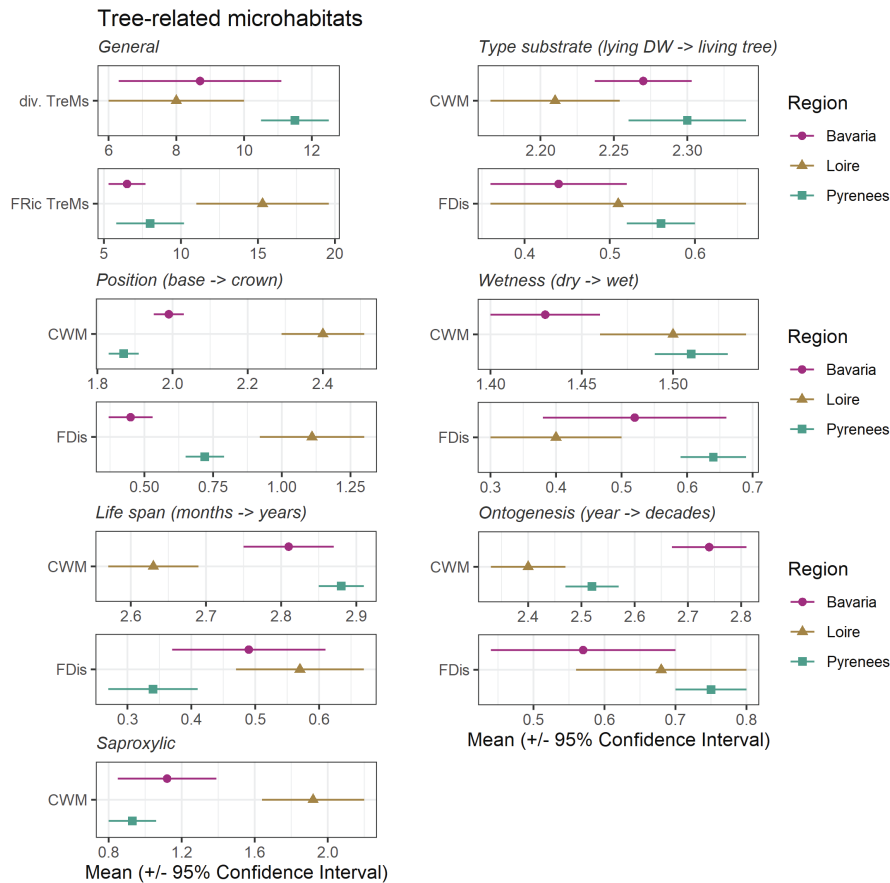 Tree-related microhabitats
General
div. TreMs
6 8 10 12
FRic TreMs
5 10 15 20
Position (base -> crown)
CWM
1.8 2.0 2.2 2.4
FDis
0.50 0.75 1.00 1.25
Life span (months -> years)
CWM
2.6 2.7 2.8 2.9
FDis
0.3 0.4 0.5 0.6
Saproxylic
CWM
0.8 1.2 1.6 2.0
Mean (+/- 95% Confidence Interval)
Type substrate (lying DW -> living tree)
CWM
2.20 2.25 2.30
FDis
0.4 0.5 0.6
Wetness (dry -> wet)
CWM
1.40 1.45 1.50
FDis
0.3 0.4 0.5 0.6 0.7
Ontogenesis (year -> decades)
CWM
2.4 2.5 2.6 2.7 2.8
FDis
0.5 0.6 0.7 0.8
Mean (+/- 95% Confidence Interval)
Region
Bavaria
Loire
Pyrenees
Region
Bavaria
Loire
Pyrenees
Region
Bavaria
Loire
Pyrenees